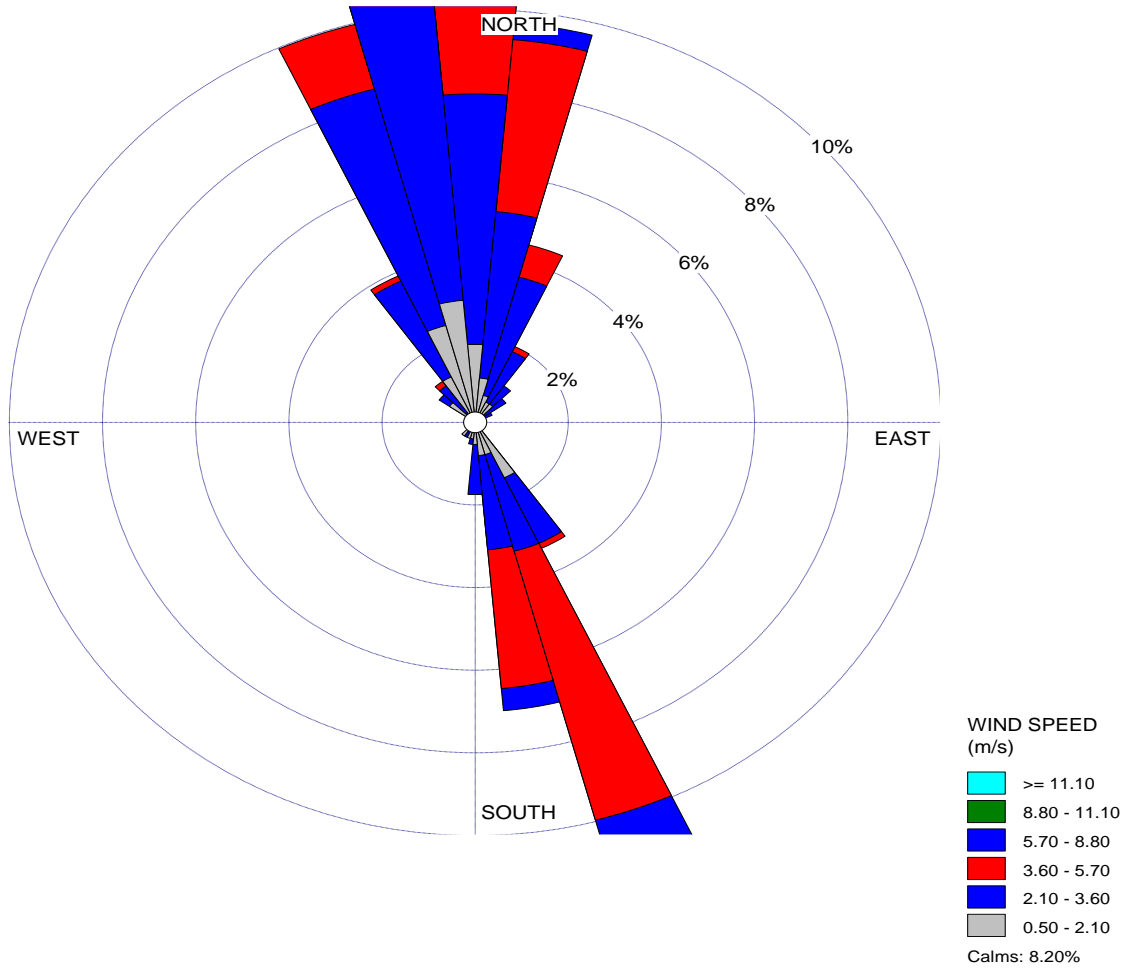 NORTH
10%
8%
6%
4%
2%
WEST
EAST
SOUTH
WIND SPEED
(m/s)
>= 11.10
8.80 - 11.10
5.70 - 8.80
3.60 - 5.70
2.10 - 3.60
0.50 - 2.10
Calms: 8.20%